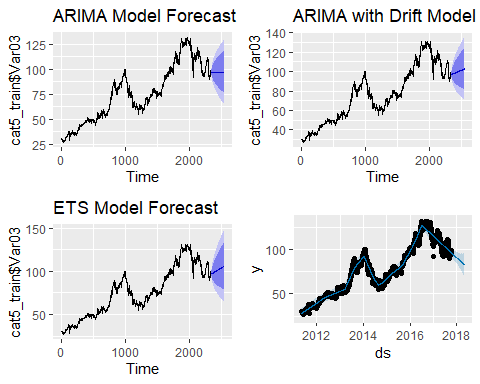 ARIMA Model Forecast
cat5_train$Var03
125
100
75
50
25
0
1000
2000
Time
ARIMA with Drift Model
cat5_train$Var03
140
120
100
80
60
40
0
1000
2000
Time
ETS Model Forecast
cat5_train$Var03
150
100
50
0
1000
2000
Time
y
100
50
2012
2014
2016
2018
ds